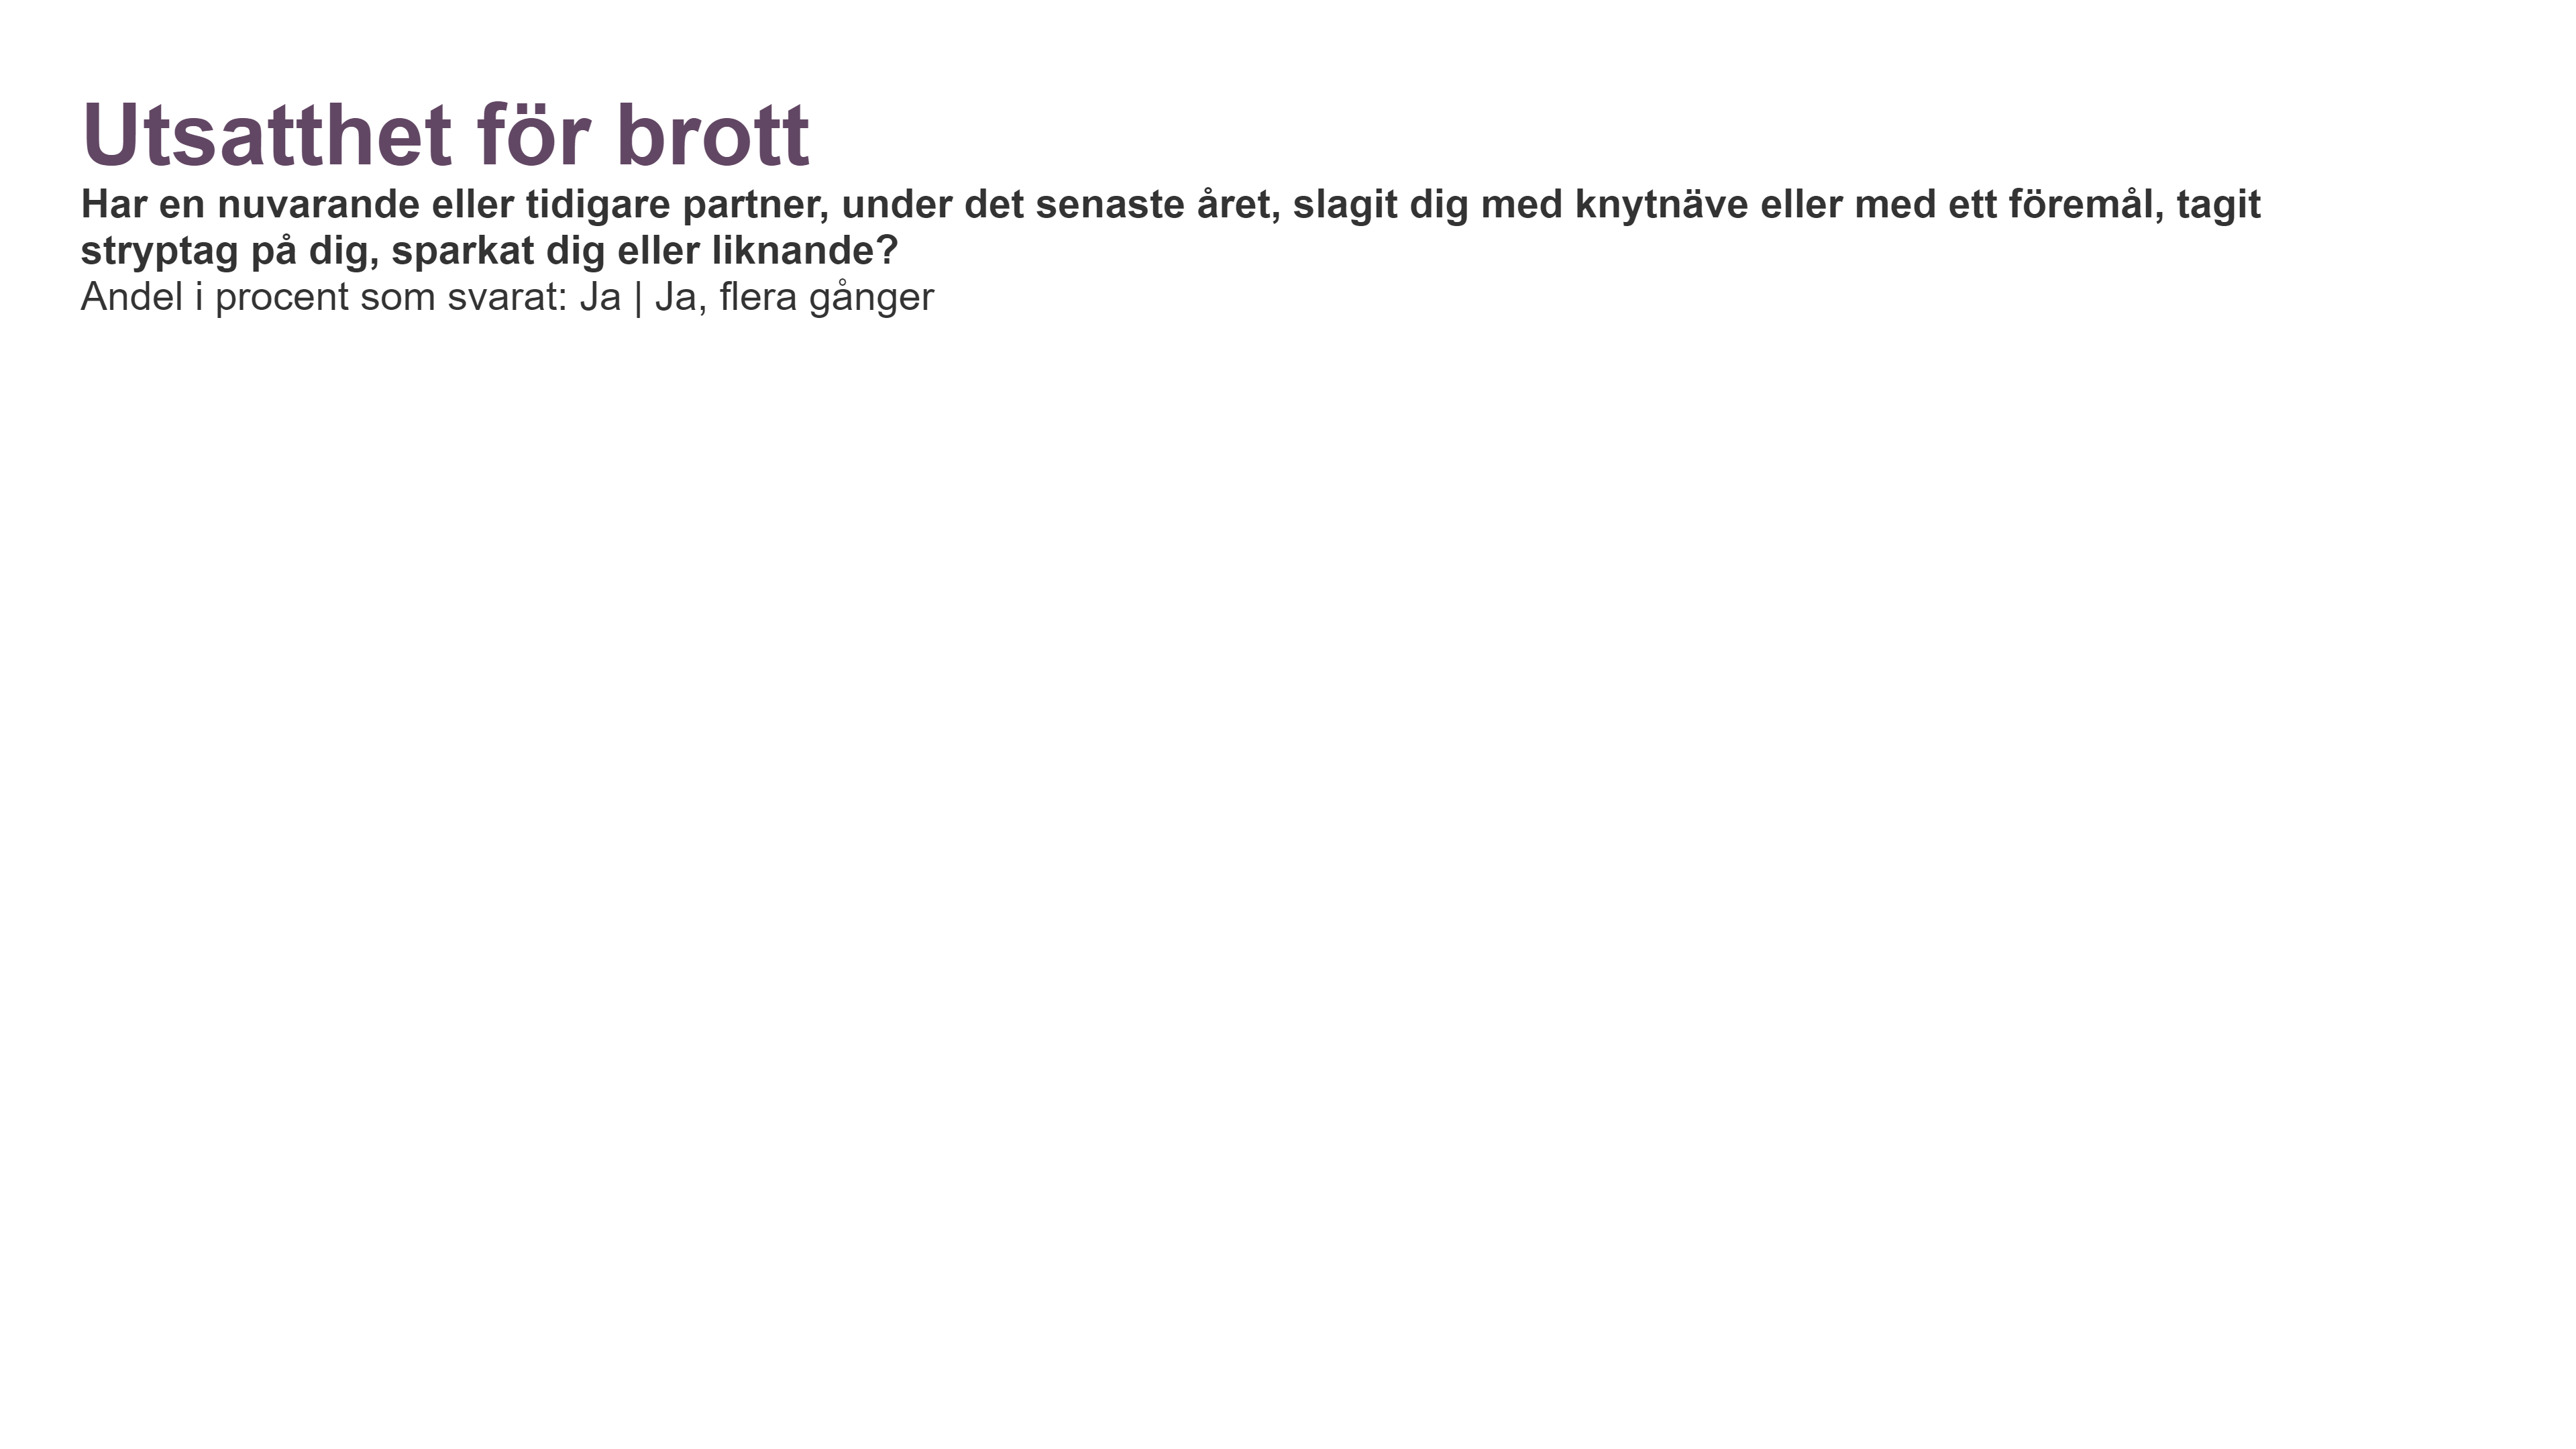 Utsatthet för brott
Har en nuvarande eller tidigare partner, under det senaste året, slagit dig med knytnäve eller med ett föremål, tagit
stryptag på dig, sparkat dig eller liknande?
Andel i procent som svarat: Ja | Ja, flera gånger